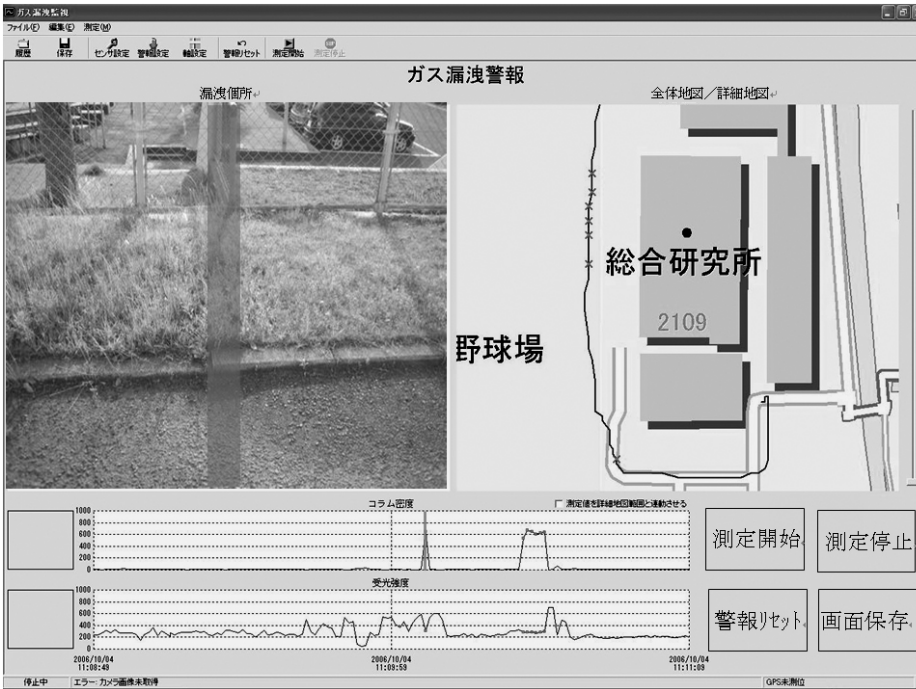 ガス漏洩監視
ファイル(F) 編集(E) 測定(M)
履歴 保存 センサ設定 警報設定 軸設定 警報リセット 測定開始 測定停止
ガス漏洩警報
漏洩個所
全体地図／詳細地図
総合研究所
2109
野球場
コラム密度
測定値を詳細地図範囲と連動させる
1000
800
600
400
200
0
測定開始 測定停止
受光強度
1000
800
600
400
200
0
警報リセット 画面保存
2006/10/04 2006/10/04 2006/10/04
11:08:49 11:09:59 11:11:09
停止中 エラー: カメラ画像未取得 GPS未測位